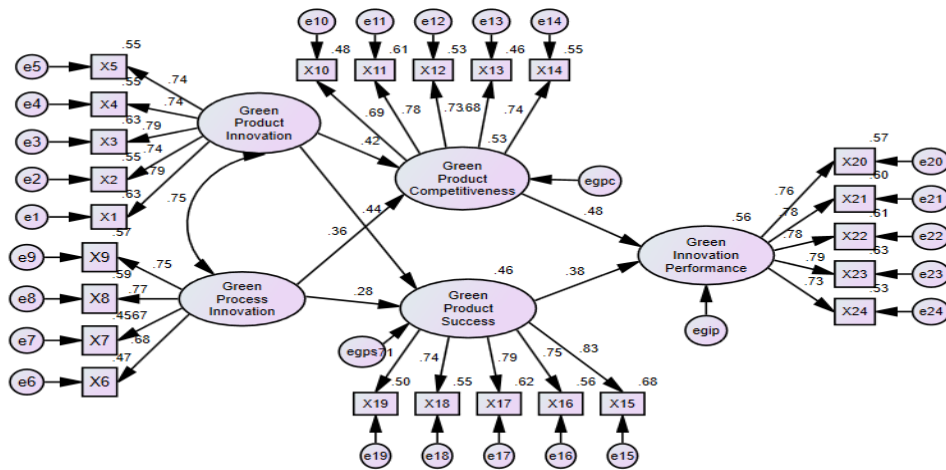 e10
e11
e12
e13
e14
.48
.61
.53
.46
.55
X10
X11
X12
X13
X14
.69
.78
.73
.68
.74
.53
e5
X5
.55
.74
e4
X4
.55
.74
e3
X3
.63
.79
e2
X2
.55
.74
e1
X1
.63
.79
Green
Product
Innovation
.42
Green
Product
Competitiveness
egpc
.75
.44
.36
.48
e9
X9
.57
.75
e8
X8
.59
.77
e7
X7
.45
.67
e6
X6
.47
.68
Green
Process
Innovation
.28
.46
Green
Product
Success
.38
egps
.71
.74
.79
.75
.83
.50
.55
.62
.56
.68
X19
X18
X17
X16
X15
e19
e18
e17
e16
e15
.56
Green
Innovation
Performance
egip
.57
X20
e20
.76
.60
X21
e21
.78
.61
X22
e22
.78
.63
X23
e23
.79
.53
X24
e24
.73